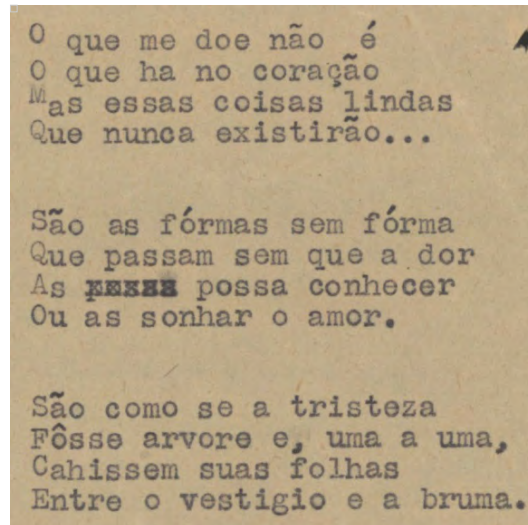 O que me doe não é
O que ha no coração
Mas essas coisas lindas
Que nunca existirão...
São as fórmas sem fórma
Que passam sem que a dor
As possa conhecer
Ou as sonhar o amor.
São como se a tristeza
Fôsse arvore e, uma a uma,
Cahissem suas folhas
Entre o vestigio e a bruma.